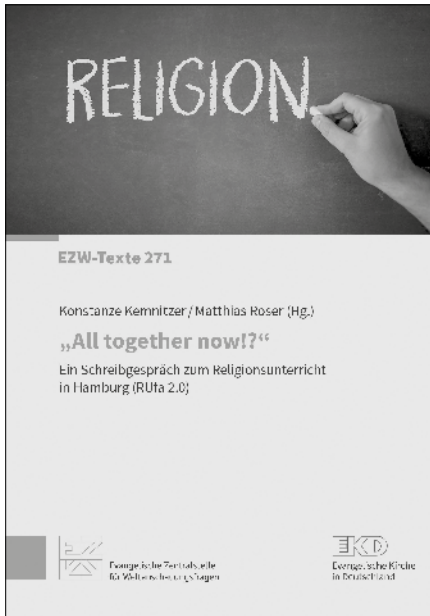 RELIGION
EZW-Texte 271
Konstanze Kemnitzer / Matthias Roser (Hg.)
„All together now!?“
Ein Schreibgespräch zum Religionsunterricht
in Hamburg (RUfa 2.0)
Evangelische Zentralstelle
für Weltanschauungsfragen
EKD
Evangelische Kirche
in Deutschland